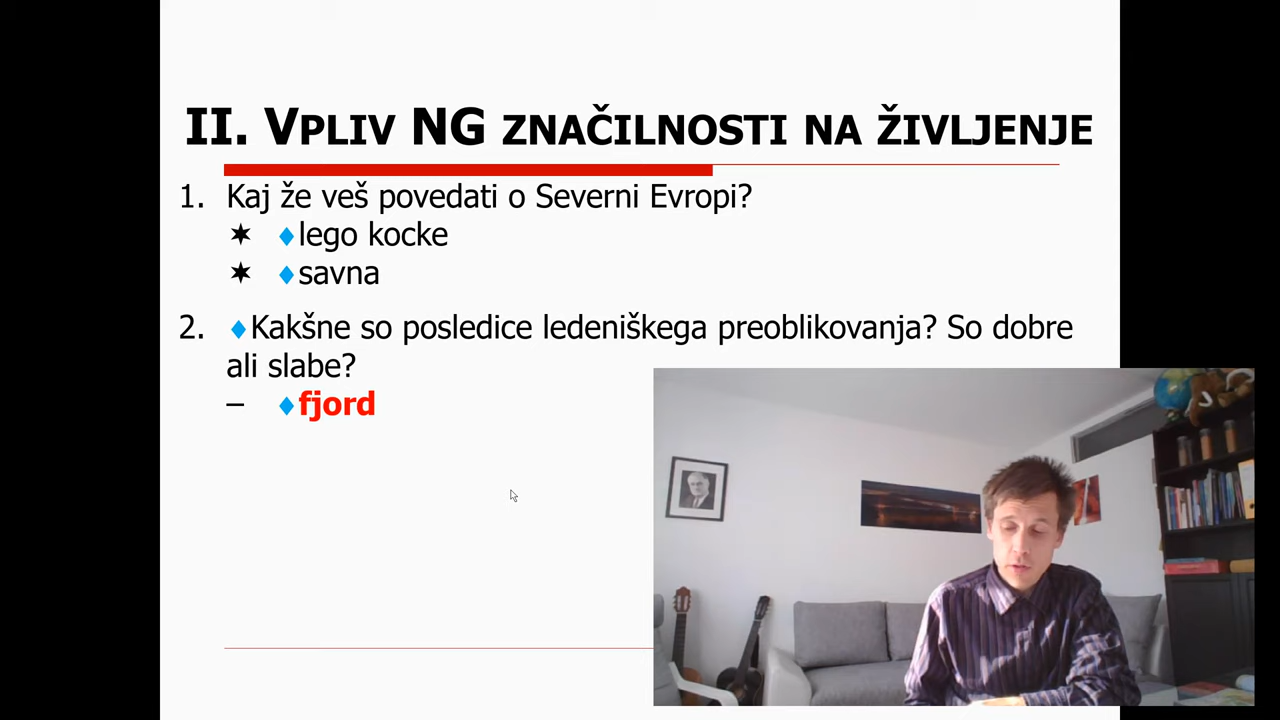 II. VPLIV NG ZNAČILNOSTI NA ŽIVLJENJE
1. Kaj že veš povedati o Severni Evropi?
✶ ♦lego kocke
✶ ♦savna
2. ♦Kakšne so posledice ledeniškega preoblikovanja? So dobre
ali slabe?
– ♦fjord